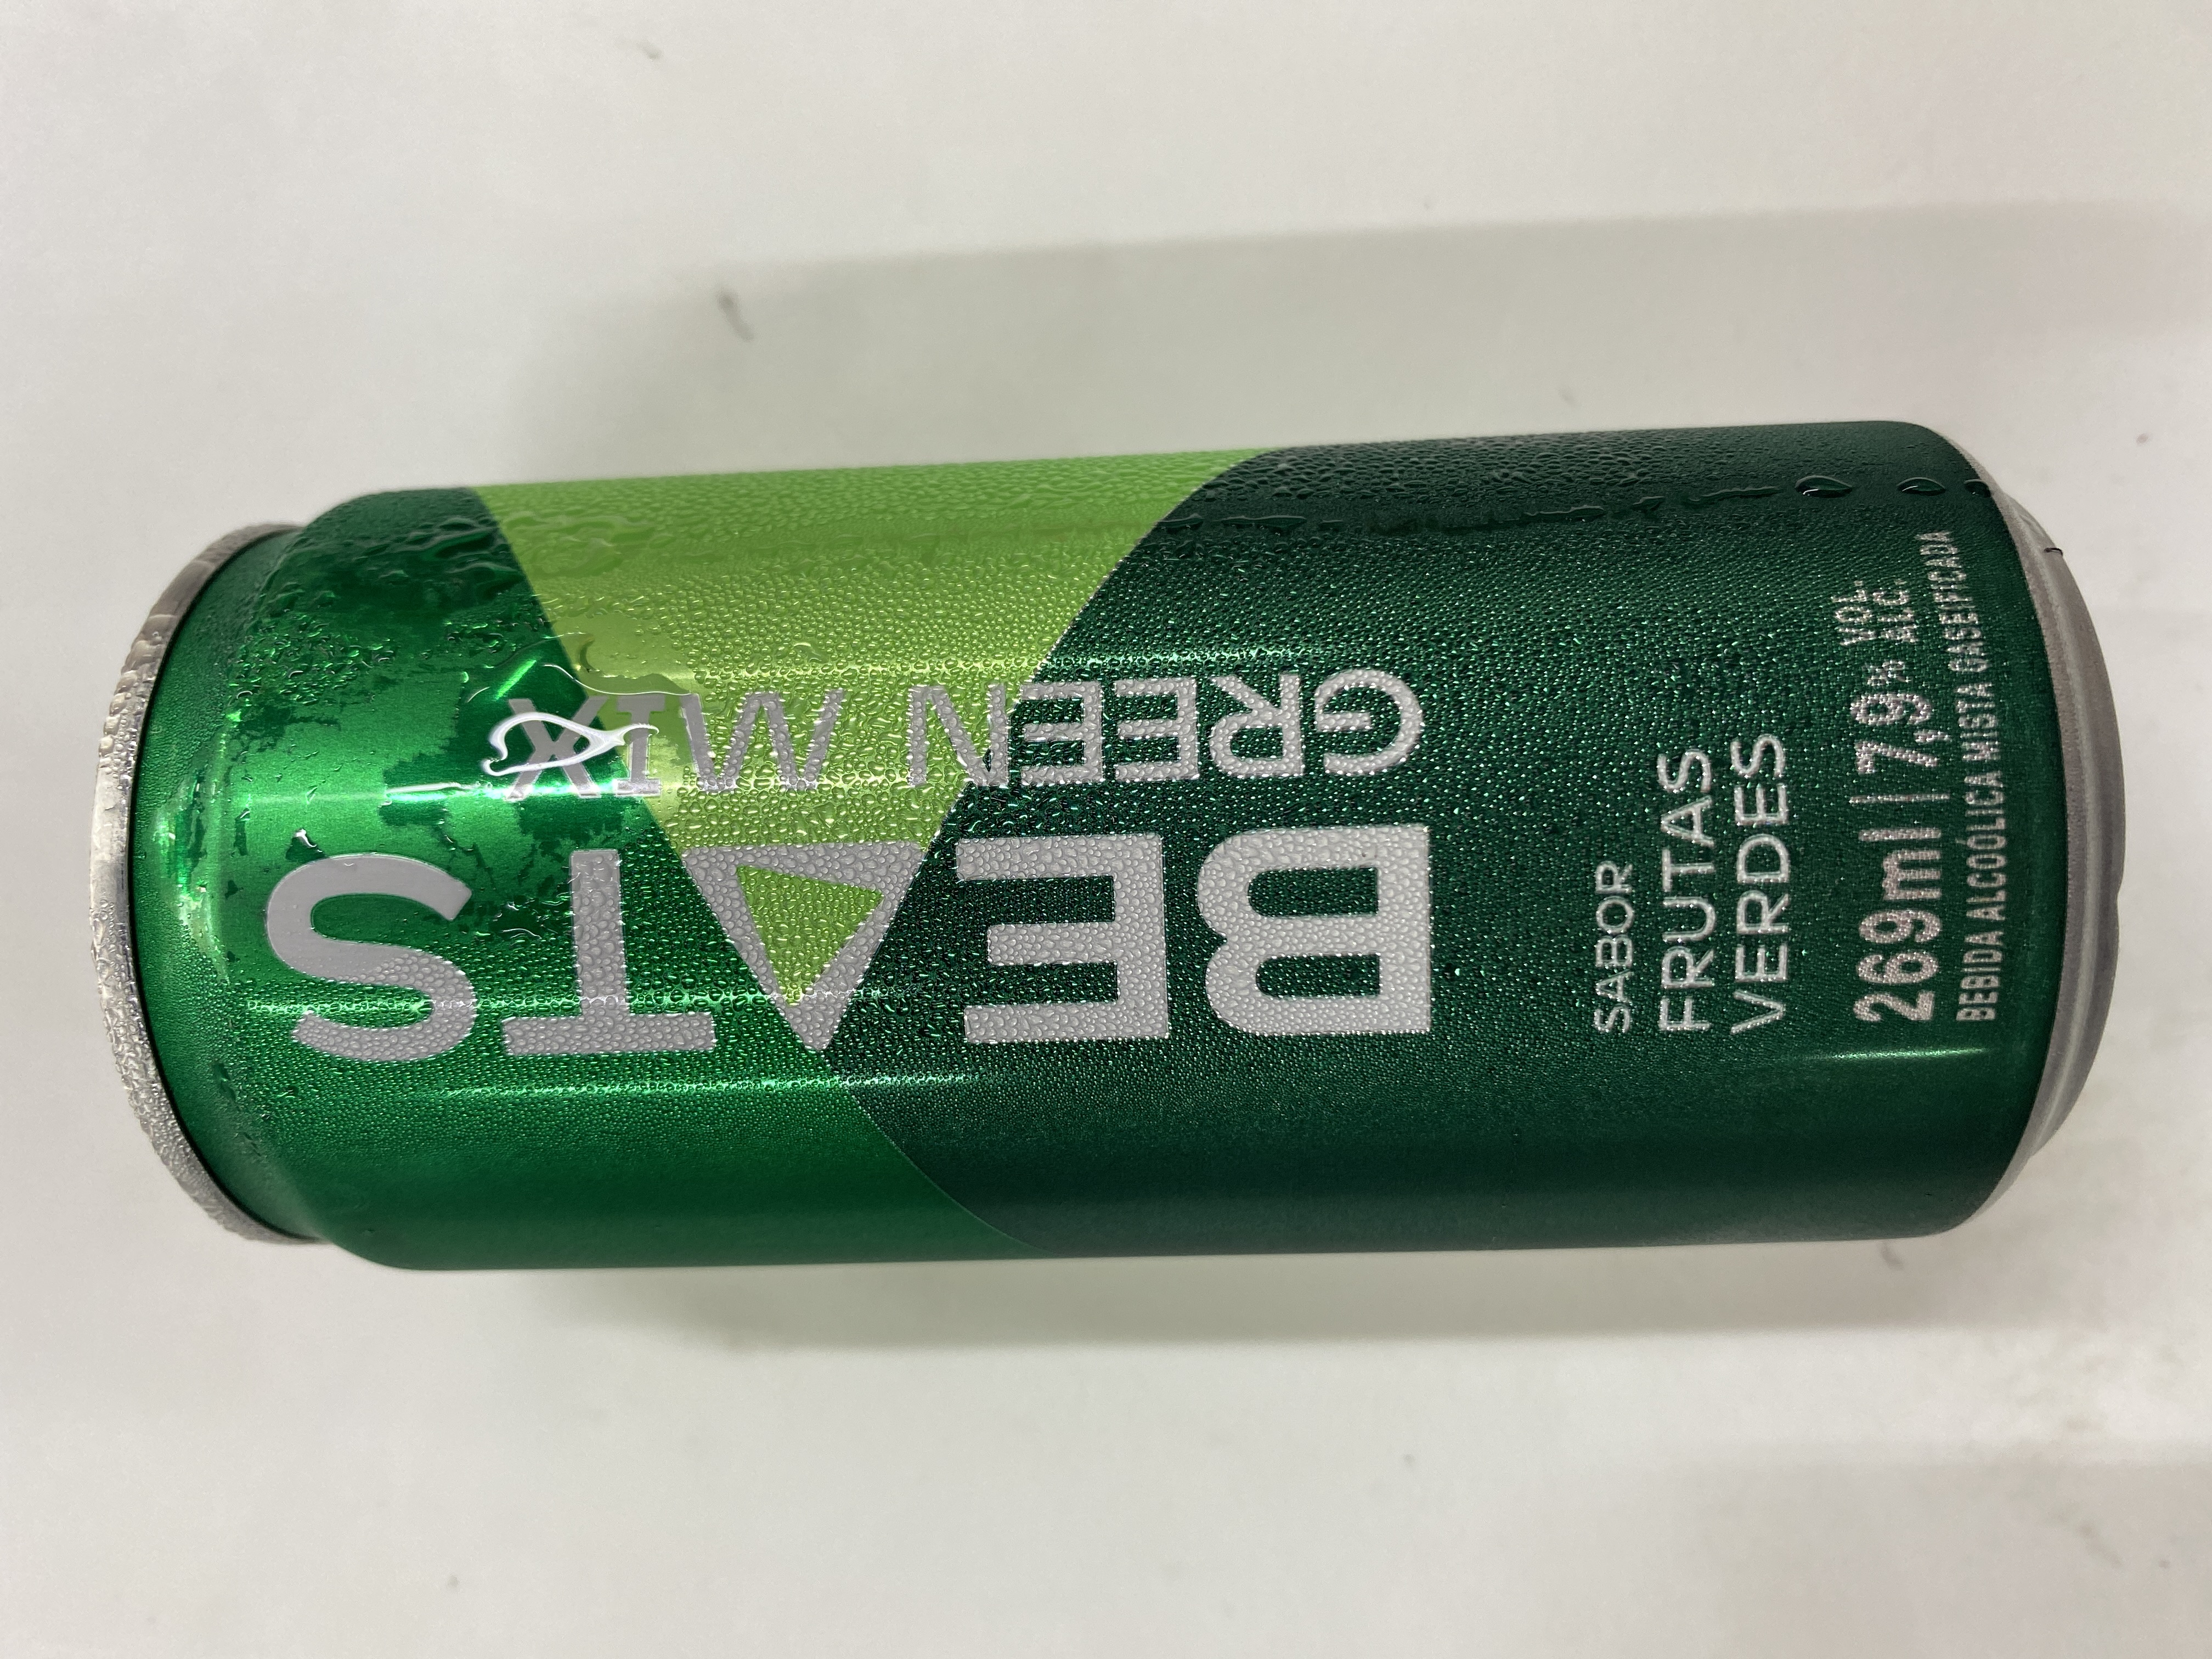 BEATS
GREEN MIX
SABOR
FRUTAS
VERDES
269ml | 7,9% VOL.
ALC.
BEBIDA ALCOÓLICA MISTA GASEIFICADA